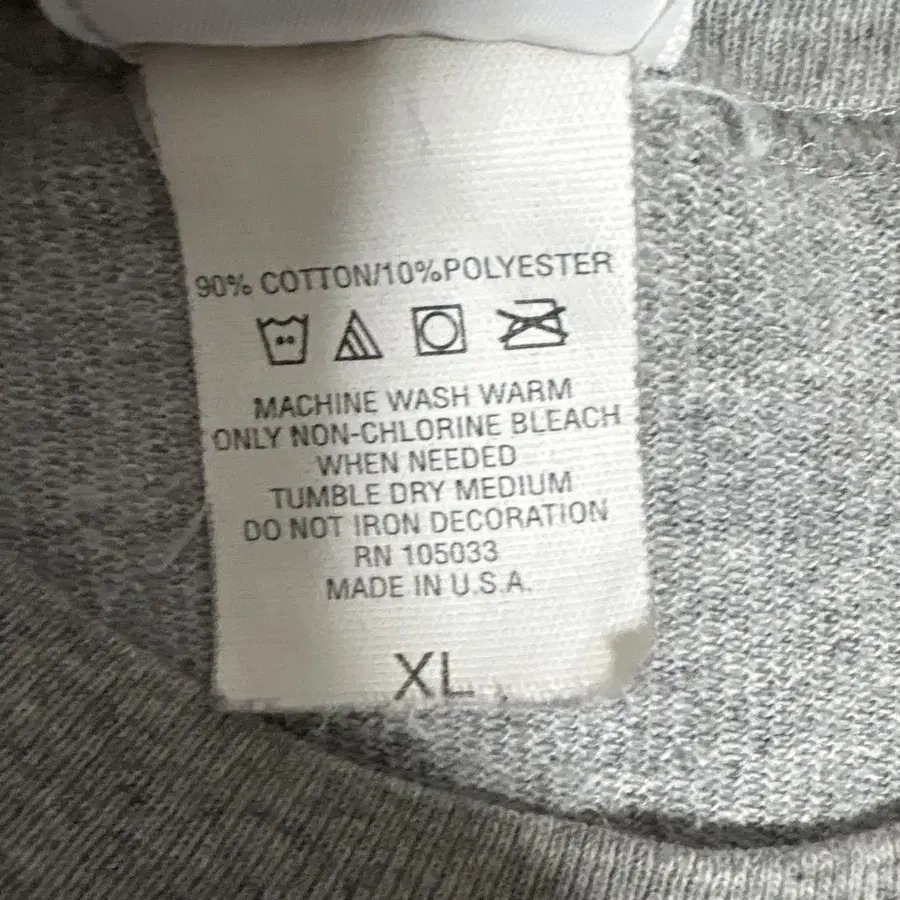 90% COTTON/10%POLYESTER
MACHINE WASH WARM
ONLY NON-CHLORINE BLEACH
WHEN NEEDED
TUMBLE DRY MEDIUM
DO NOT IRON DECORATION
RN 105033
MADE IN U.S.A.
XL